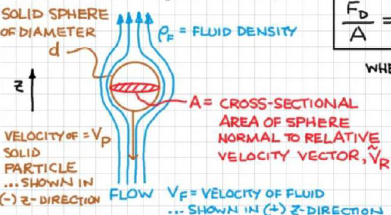 SOLID SPHERE
OF DIAMETER
d
ρF = FLUID DENSITY
FD
A
=
WHE
z
A = CROSS-SECTIONAL
AREA OF SPHERE
NORMAL TO RELATIVE
VELOCITY VECTOR, ṼR
VELOCITY OF = VP
SOLID
PARTICLE
...SHOWN IN
(-) z-DIRECTION
FLOW
VF = VELOCITY OF FLUID
...SHOWN IN (+) z-DIRECTION